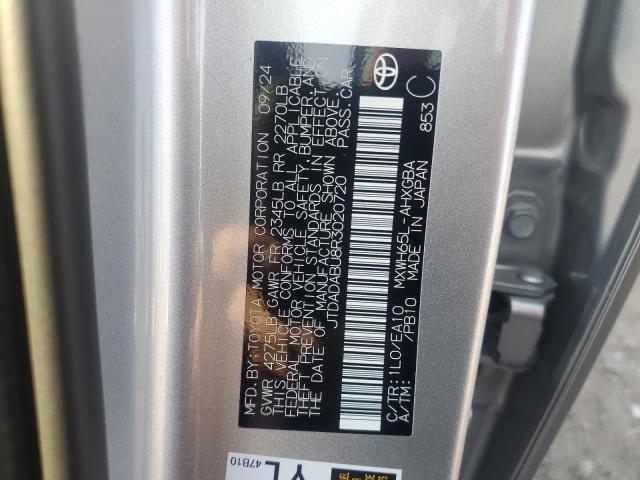 MFD. BY: TOYOTA MOTOR CORPORATION 09/24
GVWR 4275LB GAWR FR 2345LB RR 2270LB
THIS VEHICLE CONFORMS TO ALL APPLICABLE
FEDERAL MOTOR VEHICLE SAFETY, BUMPER, AND
THEFT PREVENTION STANDARDS IN EFFECT ON
THE DATE OF MANUFACTURE SHOWN ABOVE.
JTDADABU8R3020720 PASS. CAR
C/TR: 1L0/EA10 MXWH65L-AHXGBA
A/TM: /PB10 MADE IN JAPAN 853 C
YL
47B10